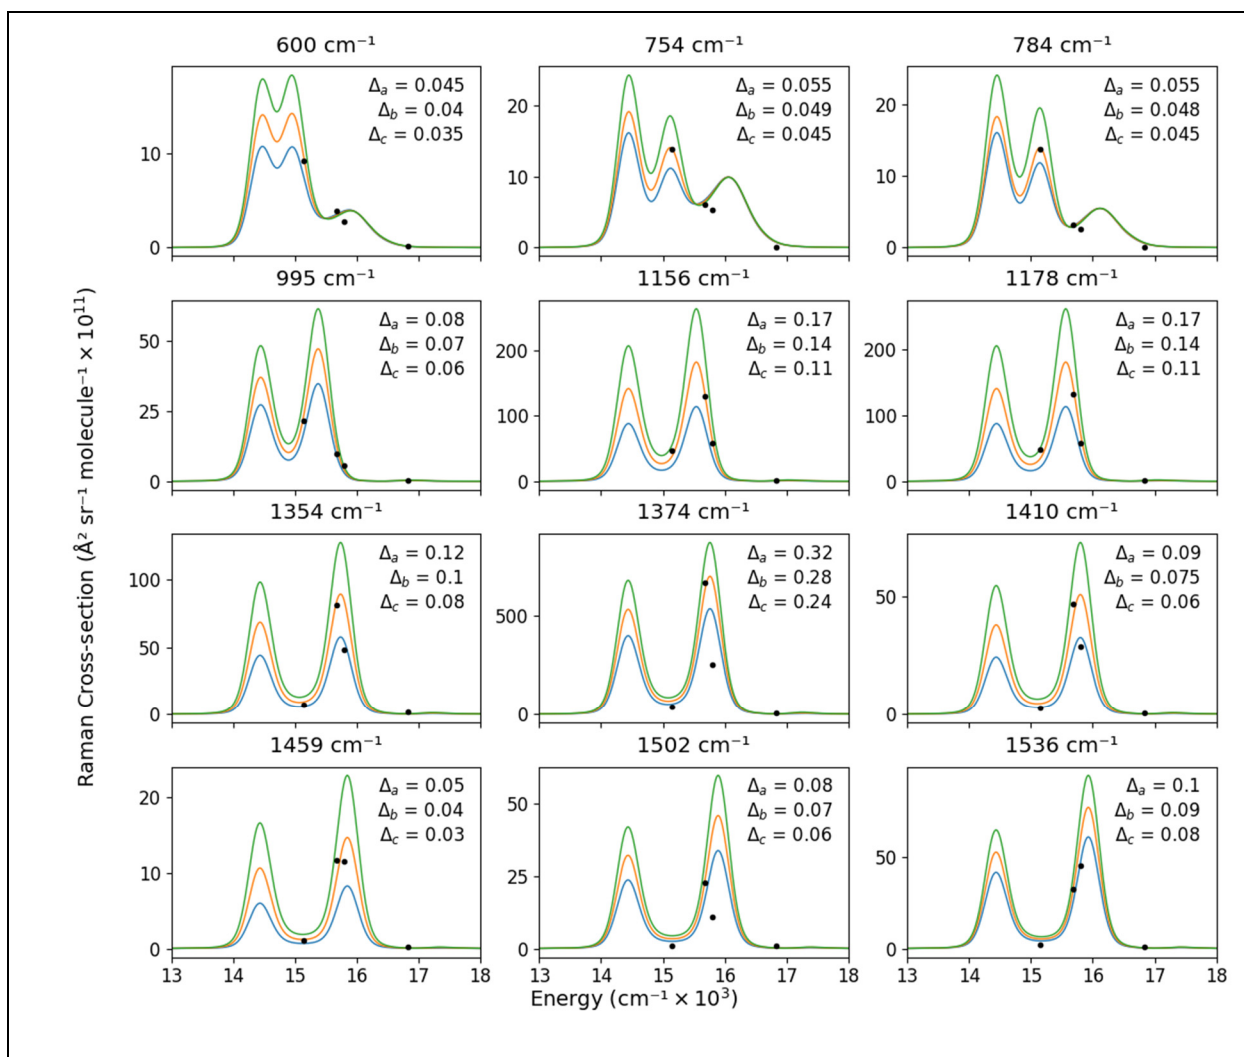 600 cm⁻¹
754 cm⁻¹
784 cm⁻¹
Δa = 0.045
Δb = 0.04
Δc = 0.035
10
0
Δa = 0.055
Δb = 0.049
Δc = 0.045
20
10
0
Δa = 0.055
Δb = 0.048
Δc = 0.045
20
10
0
995 cm⁻¹
1156 cm⁻¹
1178 cm⁻¹
Δa = 0.08
Δb = 0.07
Δc = 0.06
50
25
0
Δa = 0.17
Δb = 0.14
Δc = 0.11
200
100
0
Δa = 0.17
Δb = 0.14
Δc = 0.11
200
100
0
Raman Cross-section (Å² sr⁻¹ molecule⁻¹ × 10¹¹)
1354 cm⁻¹
1374 cm⁻¹
1410 cm⁻¹
Δa = 0.12
Δb = 0.1
Δc = 0.08
100
50
0
Δa = 0.32
Δb = 0.28
Δc = 0.24
500
0
Δa = 0.09
Δb = 0.075
Δc = 0.06
50
0
1459 cm⁻¹
1502 cm⁻¹
1536 cm⁻¹
Δa = 0.05
Δb = 0.04
Δc = 0.03
20
10
0
Δa = 0.08
Δb = 0.07
Δc = 0.06
50
25
0
Δa = 0.1
Δb = 0.09
Δc = 0.08
50
0
13 14 15 16 17 18
13 14 15 16 17 18
13 14 15 16 17 18
Energy (cm⁻¹ × 10³)